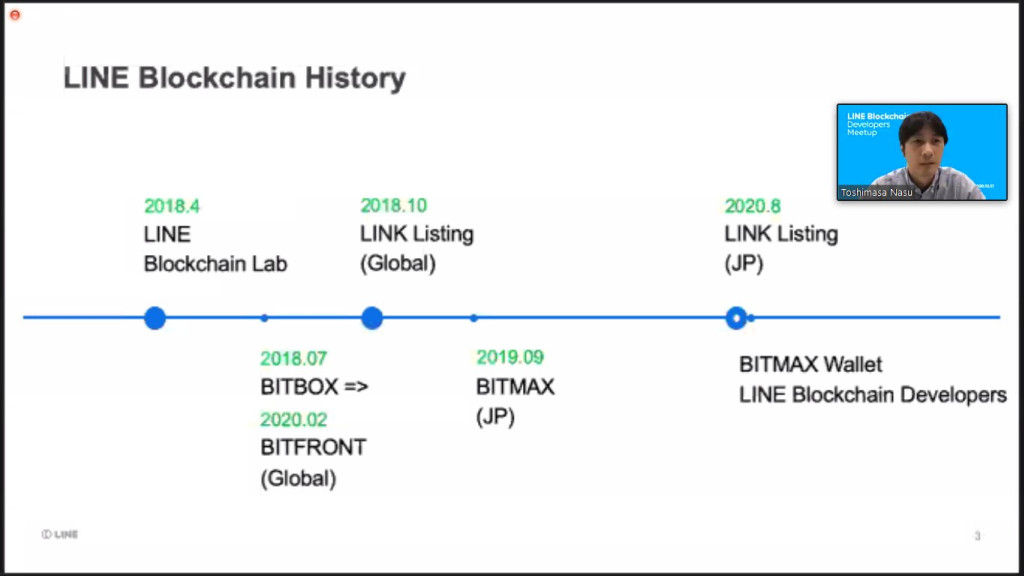 LINE Blockchain History
LINE Blockchain
Developers
Meetup
Toshimasa Nasu
2018.4
LINE
Blockchain Lab
2018.10
LINK Listing
(Global)
2020.8
LINK Listing
(JP)
2018.07
BITBOX =>
2020.02
BITFRONT
(Global)
2019.09
BITMAX
(JP)
BITMAX Wallet
LINE Blockchain Developers
LINE
3